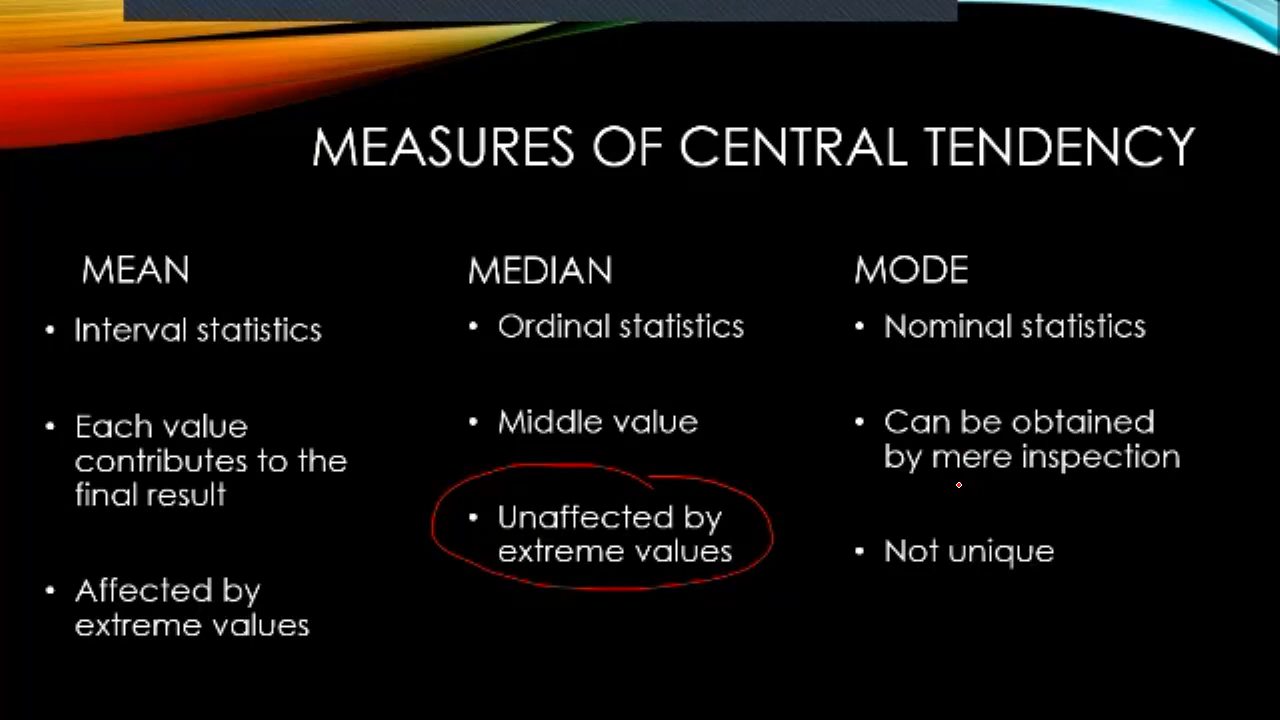 MEASURES OF CENTRAL TENDENCY
MEAN
• Interval statistics
• Each value
contributes to the
final result
• Affected by
extreme values
MEDIAN
• Ordinal statistics
• Middle value
• Unaffected by
extreme values
MODE
• Nominal statistics
• Can be obtained
by mere inspection
• Not unique